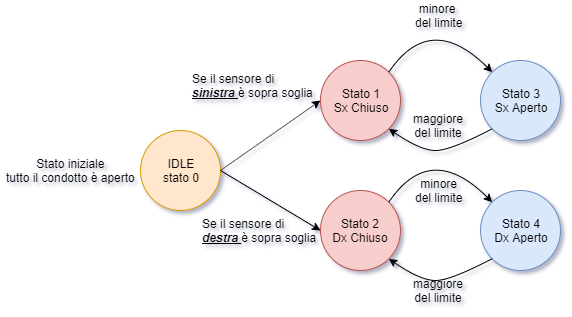 minore
del limite
Se il sensore di
sinistra è sopra soglia
Stato 1
Sx Chiuso
Stato 3
Sx Aperto
maggiore
del limite
Stato iniziale
tutto il condotto è aperto
IDLE
stato 0
Se il sensore di
destra è sopra soglia
minore
del limite
Stato 2
Dx Chiuso
Stato 4
Dx Aperto
maggiore
del limite